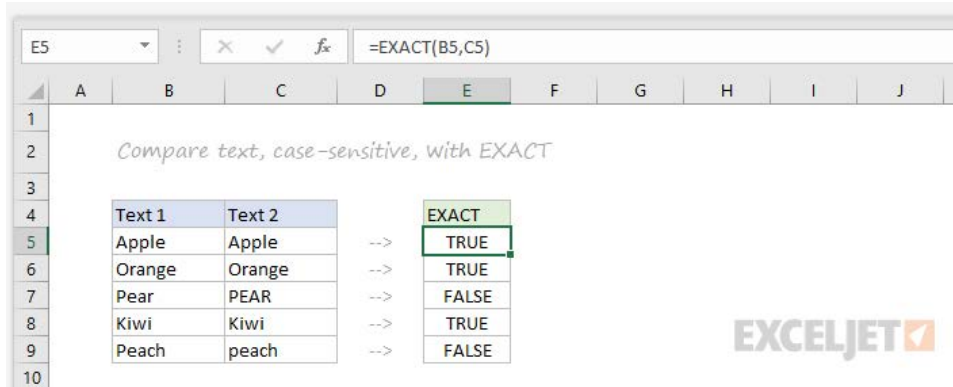 E5 fx =EXACT(B5,C5)
A B C D E F G H I J
1
2 Compare text, case-sensitive, with EXACT
3
4 Text 1 Text 2 EXACT
5 Apple Apple --> TRUE
6 Orange Orange --> TRUE
7 Pear PEAR --> FALSE
8 Kiwi Kiwi --> TRUE
9 Peach peach --> FALSE
10
EXCELJET